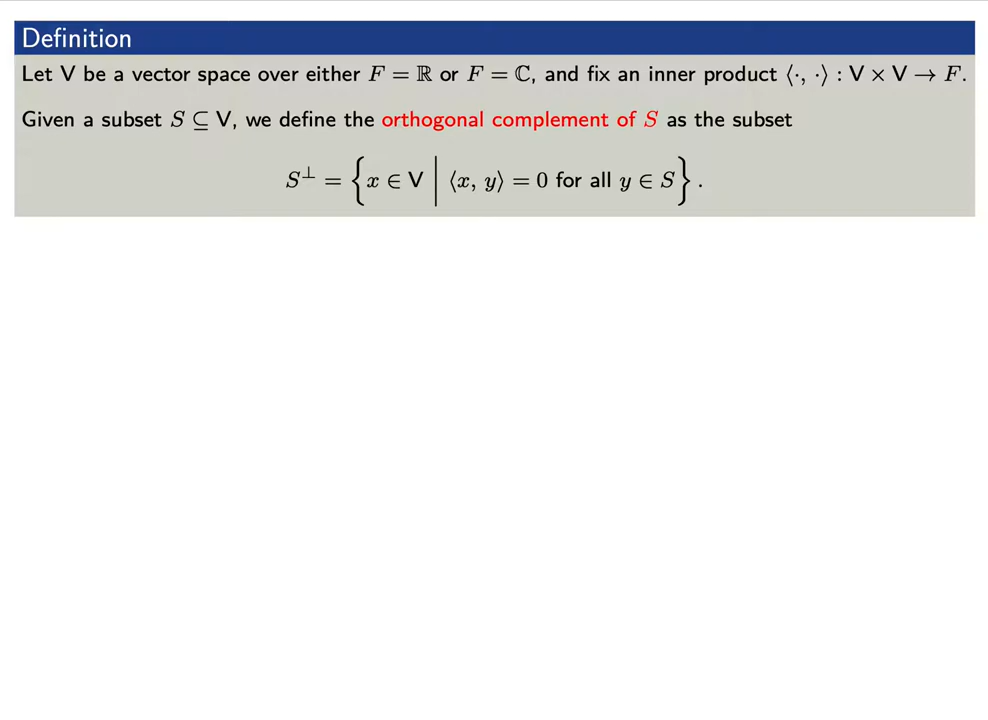 Definition
Let V be a vector space over either F = ℝ or F = ℂ, and fix an inner product ⟨·, ·⟩ : V × V → F.
Given a subset S ⊆ V, we define the orthogonal complement of S as the subset
S⊥ = {x ∈ V | ⟨x, y⟩ = 0 for all y ∈ S}.